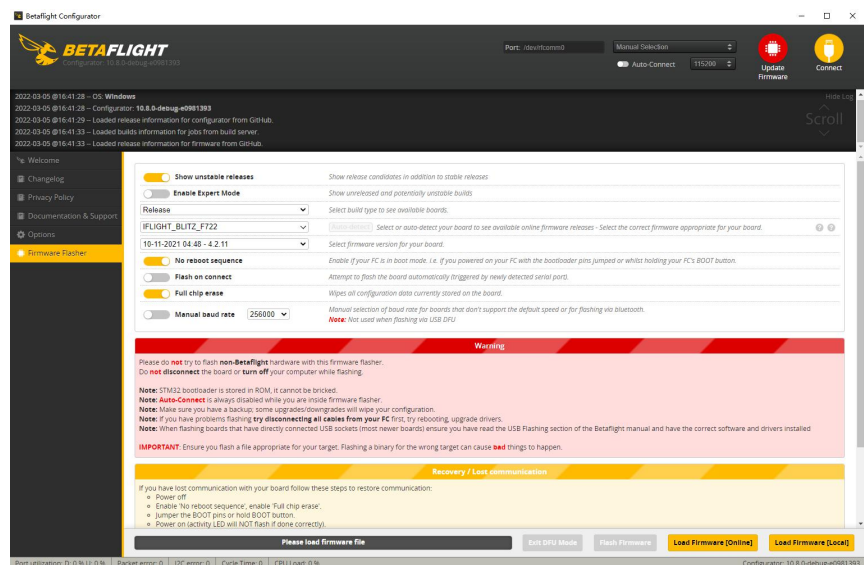 Betaflight Configurator
BETAFLIGHT
Configurator: 10.8.0-debug-e0981393
Port: /dev/rfcomm0
Manual Selection
Auto-Connect
115200
Update Firmware
Connect
2022-03-05 @16:41:28 -- OS: Windows
Hide Log
2022-03-05 @16:41:28 -- Configurator: 10.8.0-debug-e0981393
2022-03-05 @16:41:29 -- Loaded release information for configurator from GitHub.
Scroll
2022-03-05 @16:41:33 -- Loaded builds information for jobs from build server.
2022-03-05 @16:41:33 -- Loaded release information for firmware from GitHub.
Welcome
Changelog
Privacy Policy
Documentation & Support
Options
Firmware Flasher
Show unstable releases Show release candidates in addition to stable releases
Enable Expert Mode Show unreleased and potentially unstable builds
Release Select build type to see available boards.
IFLIGHT_BLITZ_F722 Auto-detect Select or auto-detect your board to see available online firmware releases - Select the correct firmware appropriate for your board.
10-11-2021 04:48 - 4.2.11 Select firmware version for your board.
No reboot sequence Enable if your FC is in boot mode. i.e. if you powered on your FC with the bootloader pins jumped or whilst holding your FC's BOOT button.
Flash on connect Attempt to flash the board automatically (triggered by newly detected serial port).
Full chip erase Wipes all configuration data currently stored on the board.
Manual baud rate 256000 Manual selection of baud rate for boards that don't support the default speed or for flashing via bluetooth.
Note: Not used when flashing via USB DFU
Warning
Please do not try to flash non-Betaflight hardware with this firmware flasher.
Do not disconnect the board or turn off your computer while flashing.
Note: STM32 bootloader is stored in ROM, it cannot be bricked.
Note: Auto-Connect is always disabled while you are inside firmware flasher.
Note: Make sure you have a backup; some upgrades/downgrades will wipe your configuration.
Note: If you have problems flashing try disconnecting all cables from your FC first, try rebooting, upgrade drivers.
Note: When flashing boards that have directly connected USB sockets (most newer boards) ensure you have read the USB Flashing section of the Betaflight manual and have the correct software and drivers installed
IMPORTANT: Ensure you flash a file appropriate for your target. Flashing a binary for the wrong target can cause bad things to happen.
Recovery / Lost communication
If you have lost communication with your board follow these steps to restore communication:
Power off
Enable 'No reboot sequence', enable 'Full chip erase'.
Jumper the BOOT pins or hold BOOT button.
Power on (activity LED will NOT flash if done correctly).
Please load firmware file
Exit DFU Mode
Flash Firmware
Load Firmware [Online]
Load Firmware [Local]
Port utilization: D: 0 % U: 0 % Packet error: 0 I2C error: 0 Cycle Time: 0 CPU Load: 0 % Configurator: 10.8.0-debug-e0981393